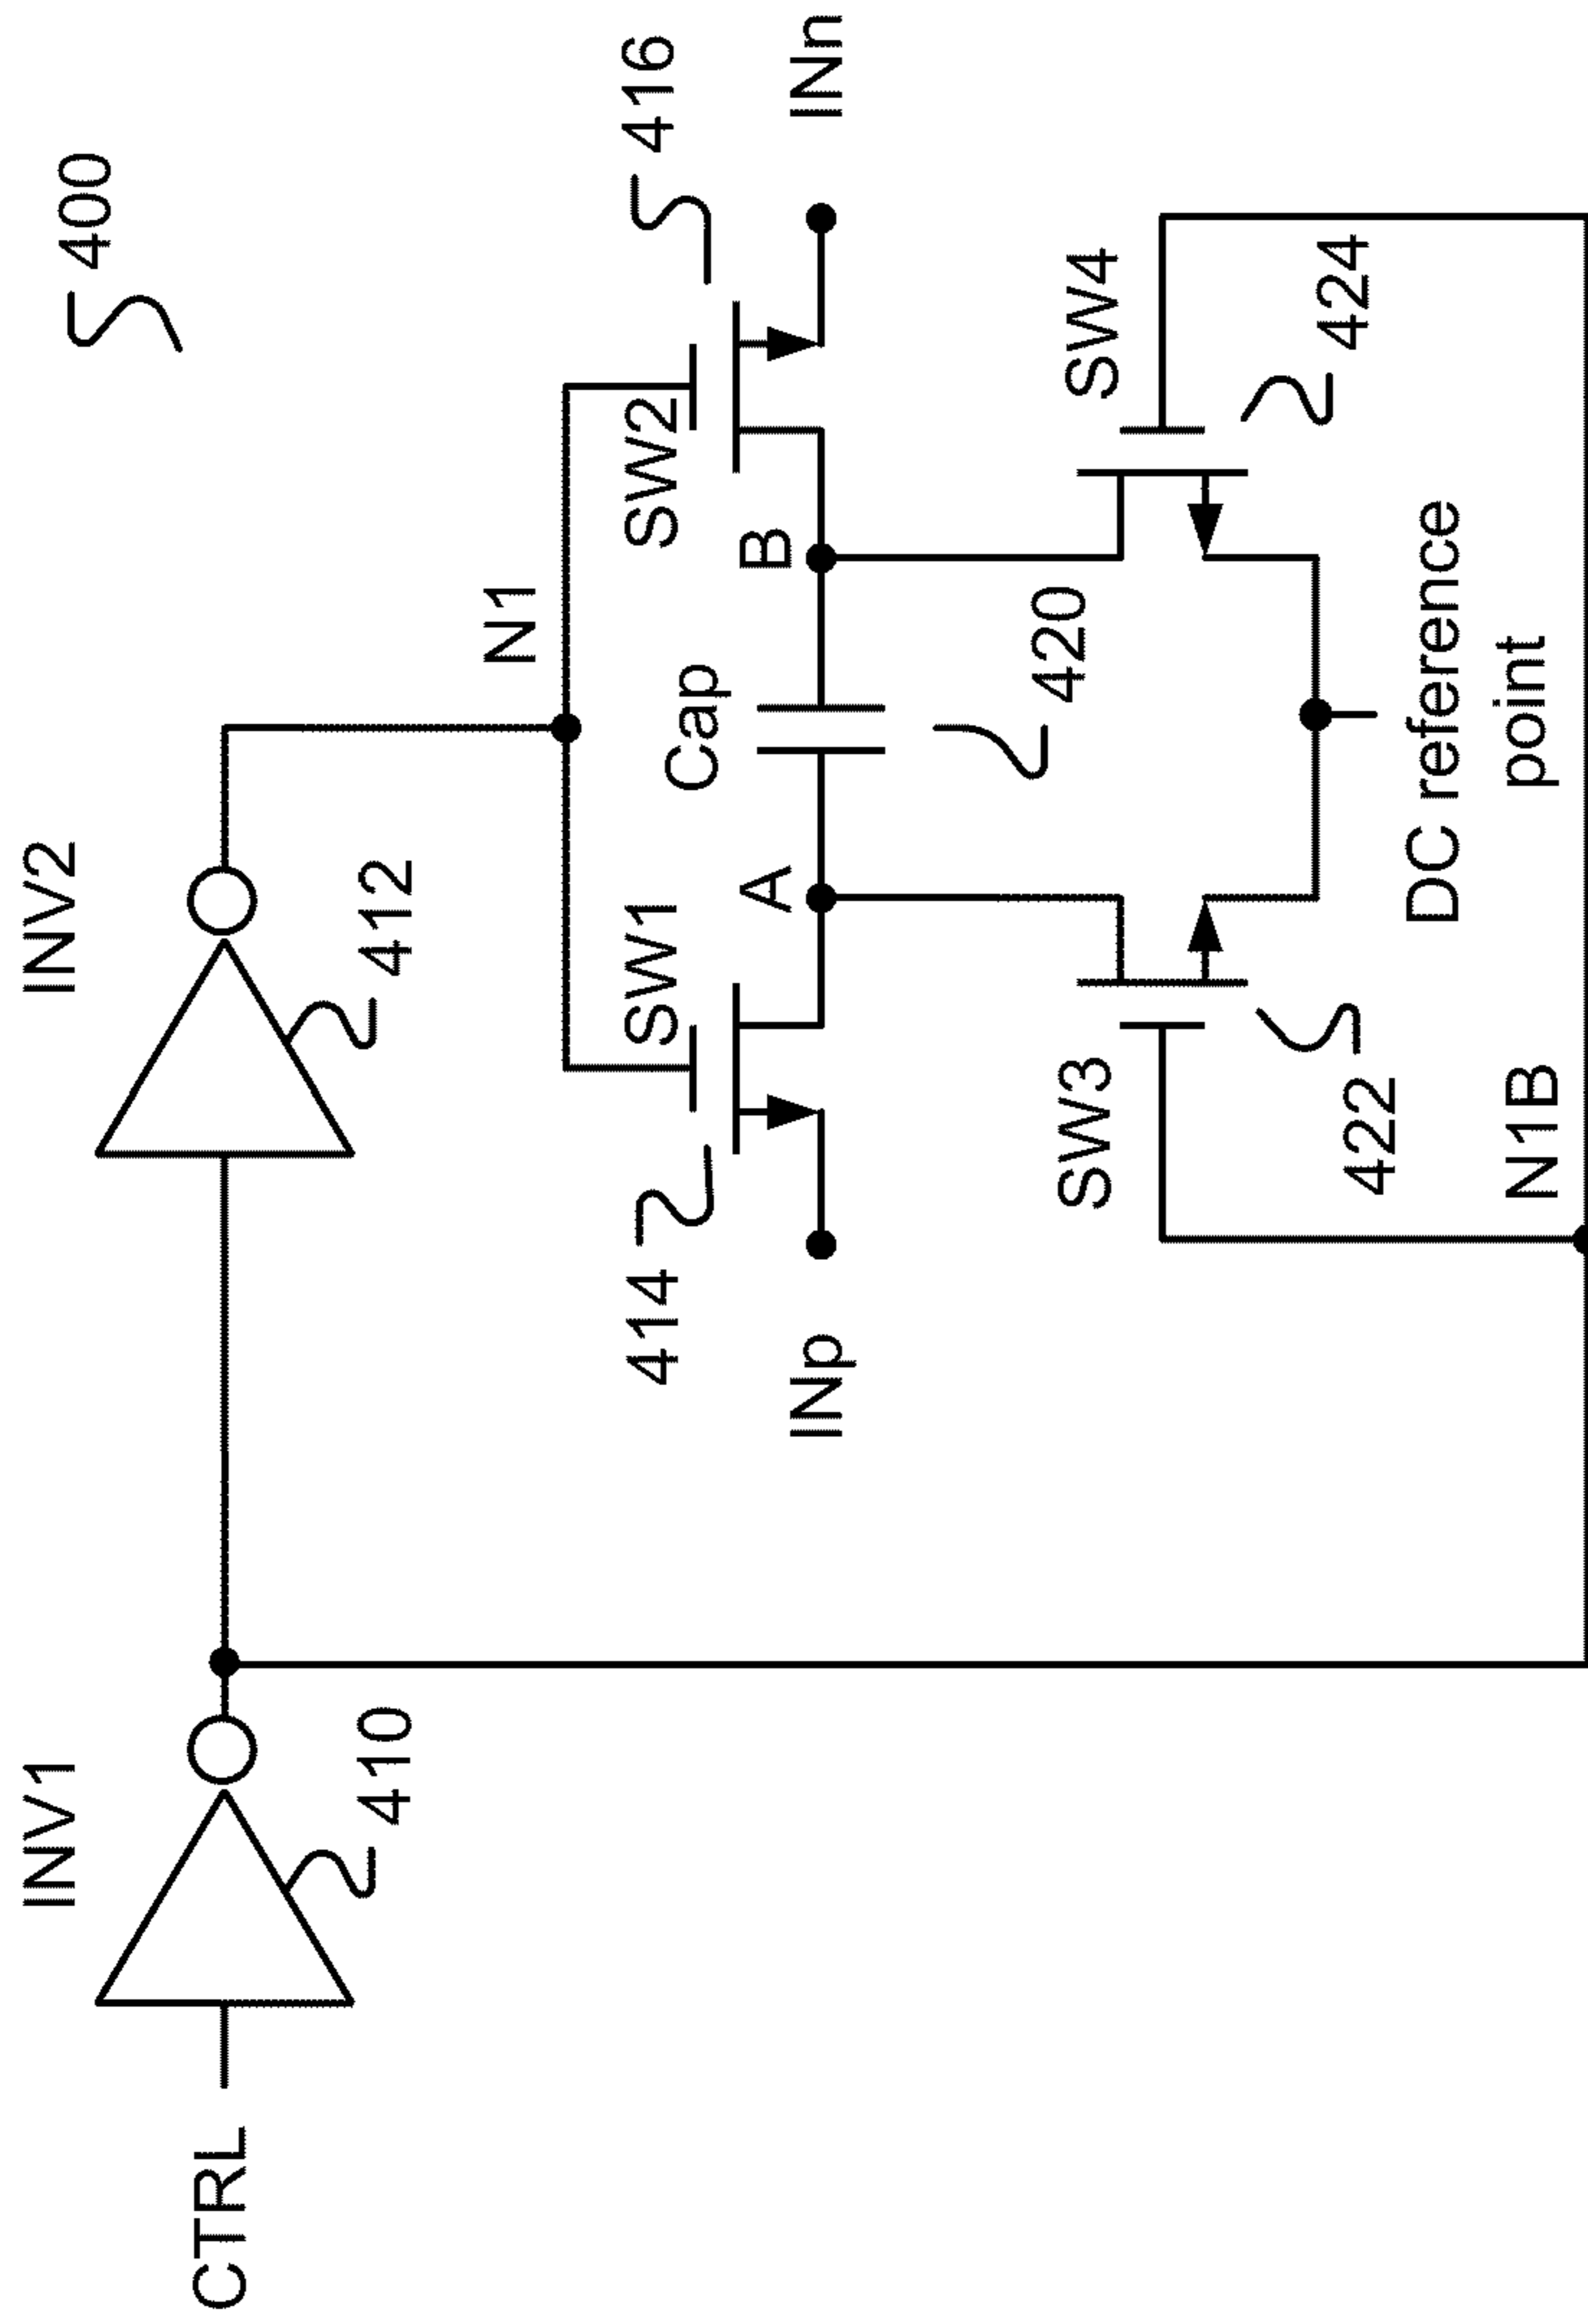 400
INV1
INV2
410
412
CTRL
N1
414
SW1
Cap
SW2
416
INp
A
B
INn
SW3
420
SW4
422
424
DC reference
point
N1B